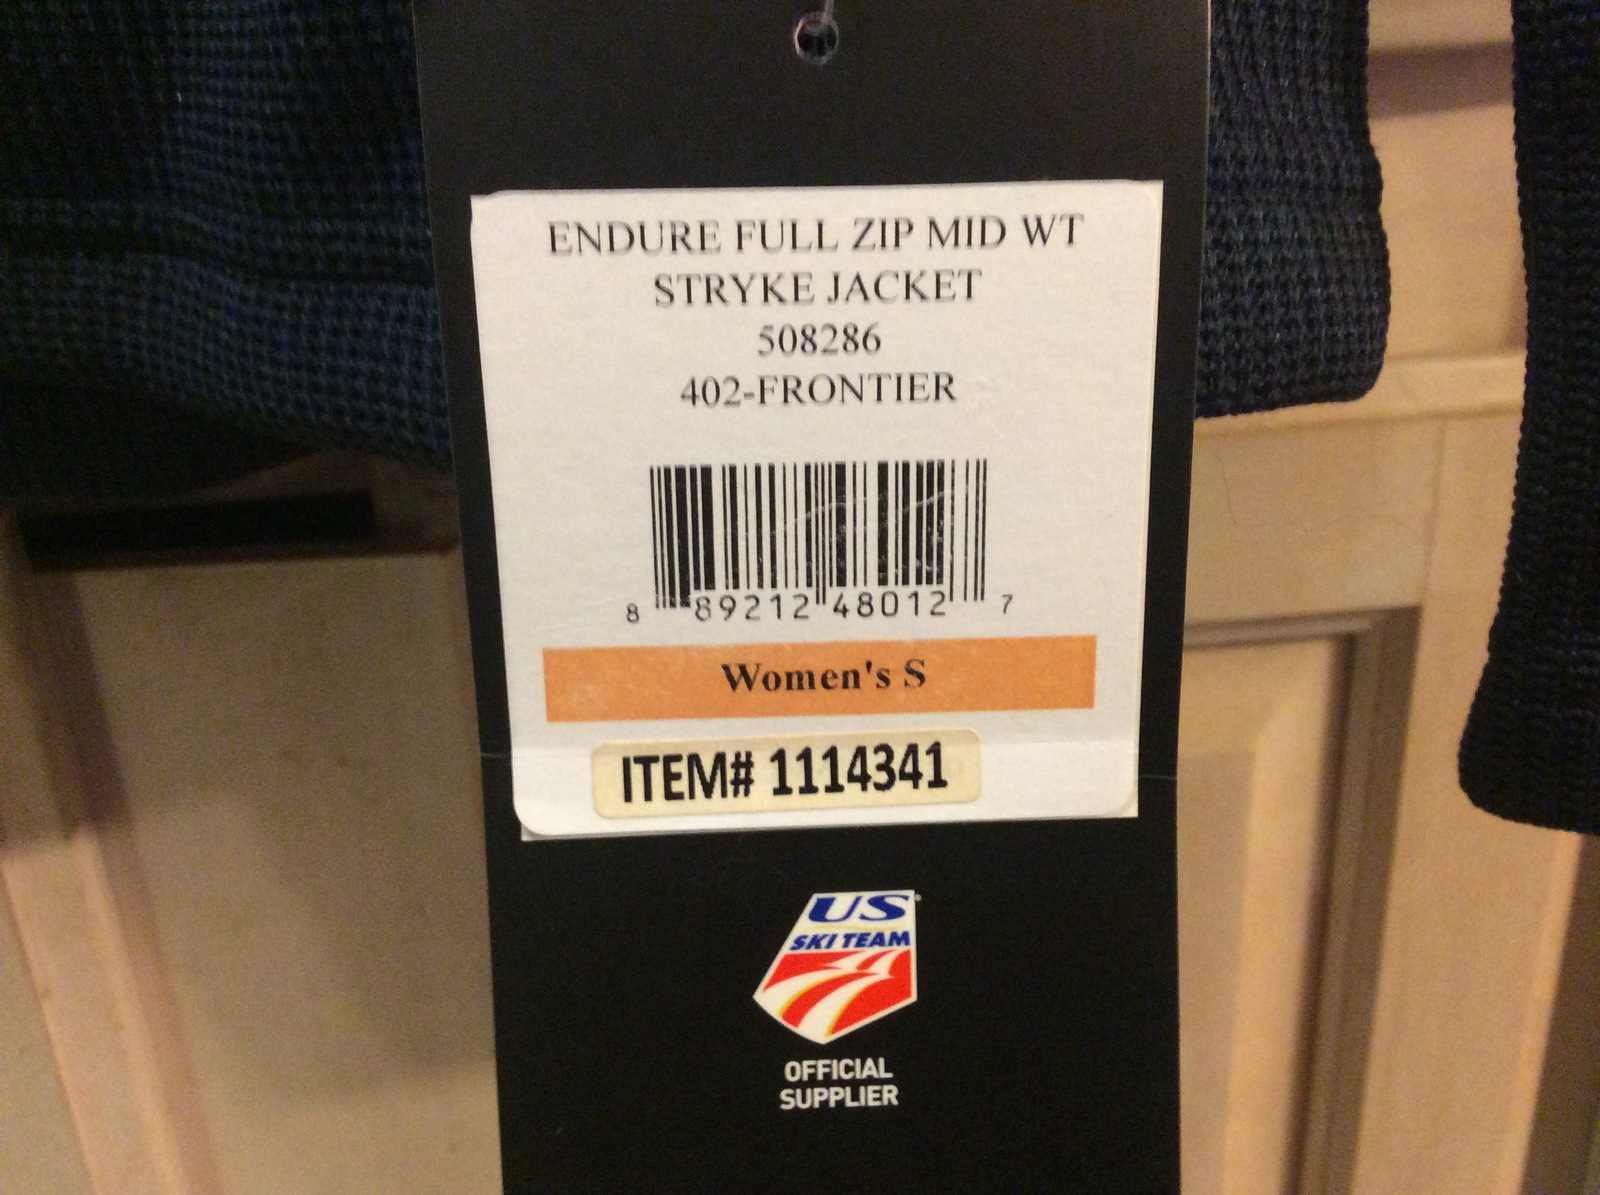 ENDURE FULL ZIP MID WT
STRYKE JACKET
508286
402-FRONTIER
8 89212 48012 7
Women's S
ITEM# 1114341
US
SKI TEAM
OFFICIAL
SUPPLIER